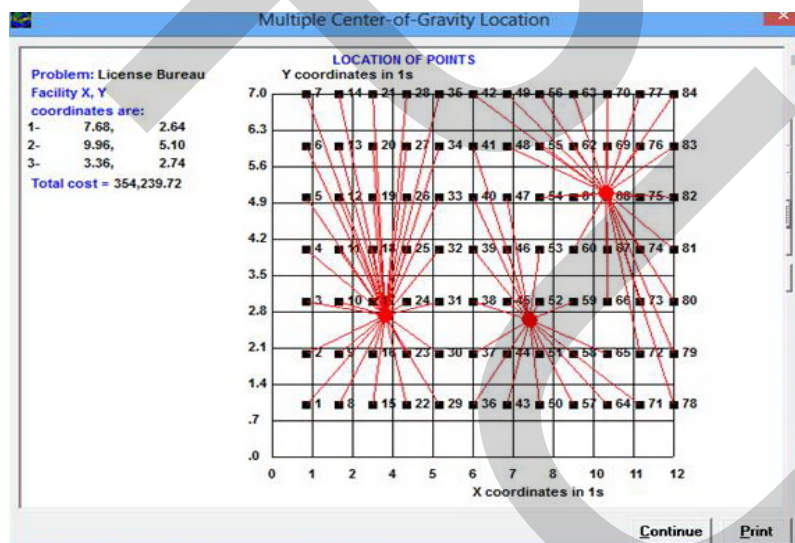 Multiple Center-of-Gravity Location
LOCATION OF POINTS
Problem: License Bureau
Y coordinates in 1s
Facility X, Y
coordinates are:
1- 7.68, 2.64
2- 9.96, 5.10
3- 3.36, 2.74
Total cost = 354,239.72
7.0 7 14 21 28 35 42 49 56 63 70 77 84
6.3
6 13 20 27 34 41 48 55 62 69 76 83
5.6
5 12 19 26 33 40 47 54 75 82
4.9
4.2
4 11 18 25 32 39 46 53 60 67 74 81
3.5
3 10 24 31 38 45 52 59 66 73 80
2.8
2.1
2 9 16 23 30 37 44 51 58 65 72 79
1.4
1 8 15 22 29 36 43 50 57 64 71 78
.7
.0
0 1 2 3 4 5 6 7 8 9 10 11 12
X coordinates in 1s
Continue Print